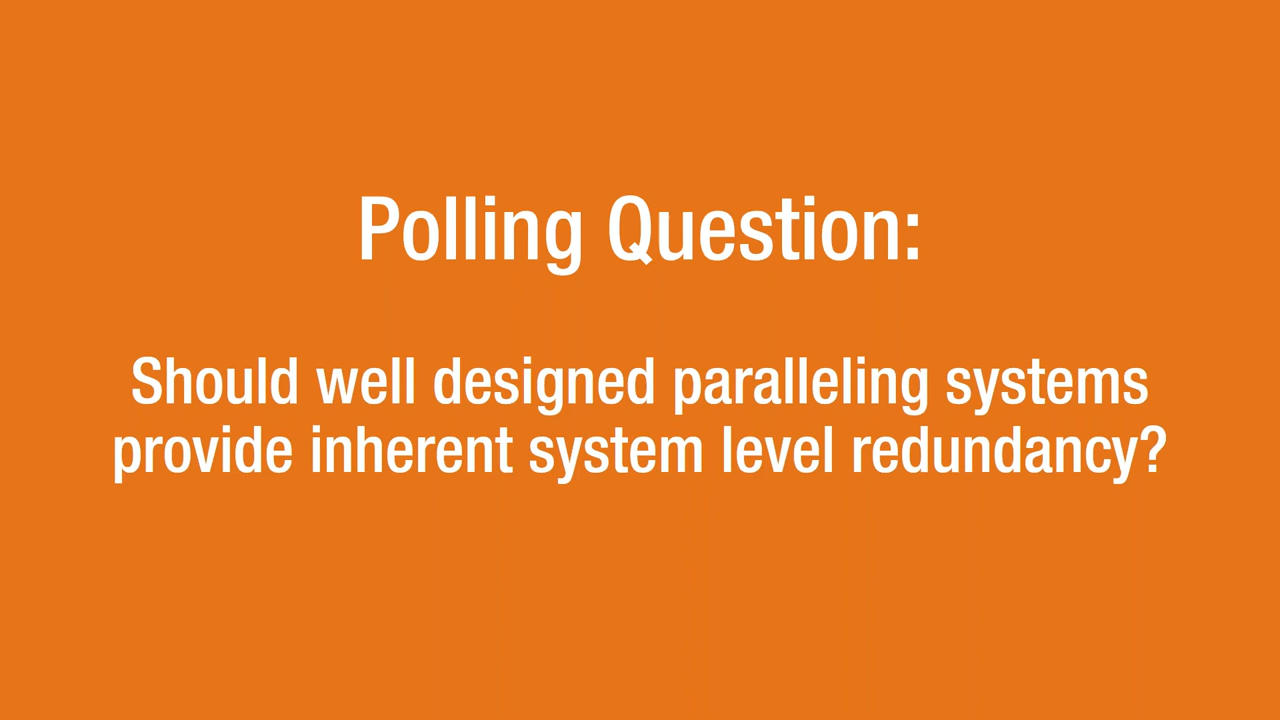 Polling Question:
Should well designed paralleling systems
provide inherent system level redundancy?